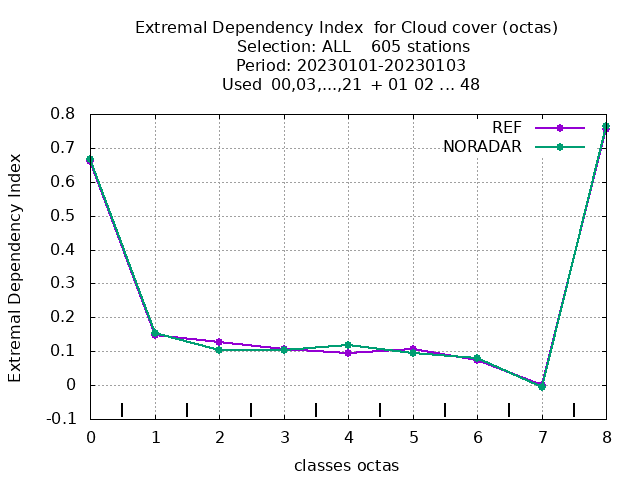 Extremal Dependency Index  for Cloud cover (octas)
Selection: ALL    605 stations
Period: 20230101-20230103
Used  00,03,...,21  + 01 02 ... 48
REF
NORADAR
0.8
0.7
0.6
0.5
0.4
0.3
0.2
0.1
0
-0.1
Extremal Dependency Index
0 1 2 3 4 5 6 7 8
classes octas